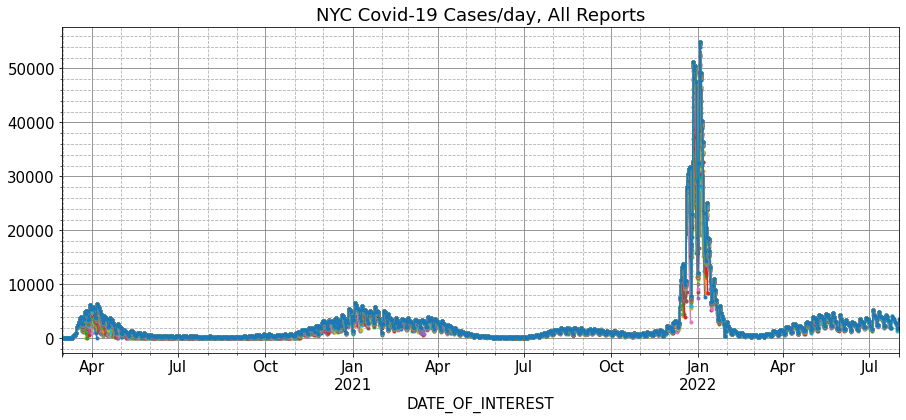 NYC Covid-19 Cases/day, All Reports
50000
40000
30000
20000
10000
0
Apr Jul Oct Jan Apr Jul Oct Jan Apr Jul
2021 2022
DATE_OF_INTEREST